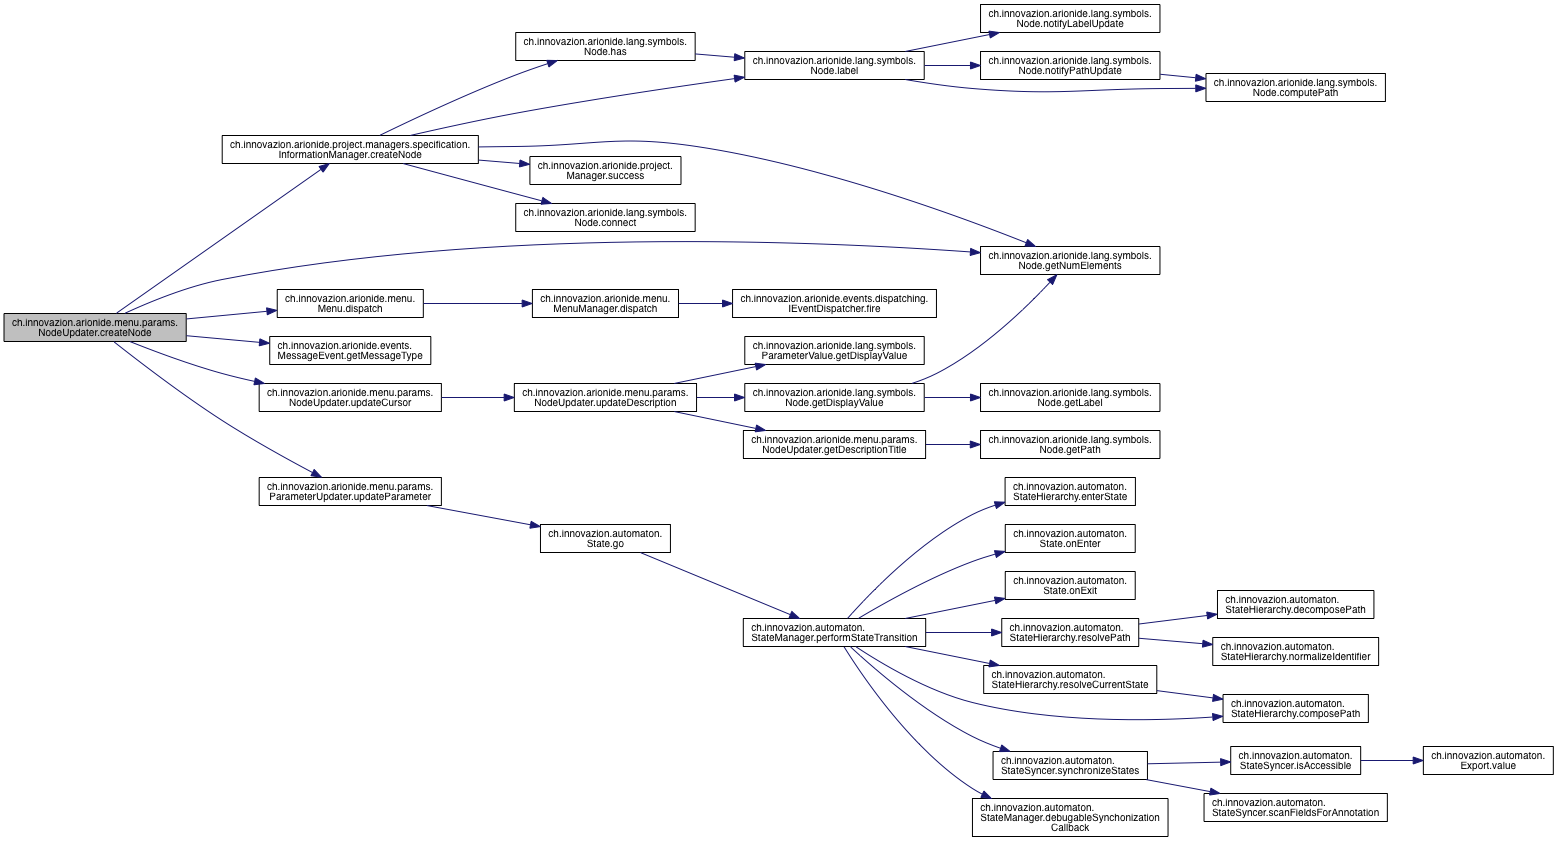 ch.innovazion.arionide.lang.symbols.
Node.notifyLabelUpdate
ch.innovazion.arionide.lang.symbols.
Node.has
ch.innovazion.arionide.lang.symbols.
Node.label
ch.innovazion.arionide.lang.symbols.
Node.notifyPathUpdate
ch.innovazion.arionide.lang.symbols.
Node.computePath
ch.innovazion.arionide.project.managers.specification.
InformationManager.createNode
ch.innovazion.arionide.project.
Manager.success
ch.innovazion.arionide.lang.symbols.
Node.connect
ch.innovazion.arionide.lang.symbols.
Node.getNumElements
ch.innovazion.arionide.menu.
Menu.dispatch
ch.innovazion.arionide.menu.
MenuManager.dispatch
ch.innovazion.arionide.events.dispatching.
IEventDispatcher.fire
ch.innovazion.arionide.menu.params.
NodeUpdater.createNode
ch.innovazion.arionide.events.
MessageEvent.getMessageType
ch.innovazion.arionide.lang.symbols.
ParameterValue.getDisplayValue
ch.innovazion.arionide.menu.params.
NodeUpdater.updateCursor
ch.innovazion.arionide.menu.params.
NodeUpdater.updateDescription
ch.innovazion.arionide.lang.symbols.
Node.getDisplayValue
ch.innovazion.arionide.lang.symbols.
Node.getLabel
ch.innovazion.arionide.menu.params.
NodeUpdater.getDescriptionTitle
ch.innovazion.arionide.lang.symbols.
Node.getPath
ch.innovazion.arionide.menu.params.
ParameterUpdater.updateParameter
ch.innovazion.automaton.
StateHierarchy.enterState
ch.innovazion.automaton.
State.go
ch.innovazion.automaton.
State.onEnter
ch.innovazion.automaton.
State.onExit
ch.innovazion.automaton.
StateHierarchy.decomposePath
ch.innovazion.automaton.
StateManager.performStateTransition
ch.innovazion.automaton.
StateHierarchy.resolvePath
ch.innovazion.automaton.
StateHierarchy.normalizeIdentifier
ch.innovazion.automaton.
StateHierarchy.resolveCurrentState
ch.innovazion.automaton.
StateHierarchy.composePath
ch.innovazion.automaton.
StateSyncer.synchronizeStates
ch.innovazion.automaton.
StateSyncer.isAccessible
ch.innovazion.automaton.
Export.value
ch.innovazion.automaton.
StateSyncer.scanFieldsForAnnotation
ch.innovazion.automaton.
StateManager.debugableSynchonization
Callback